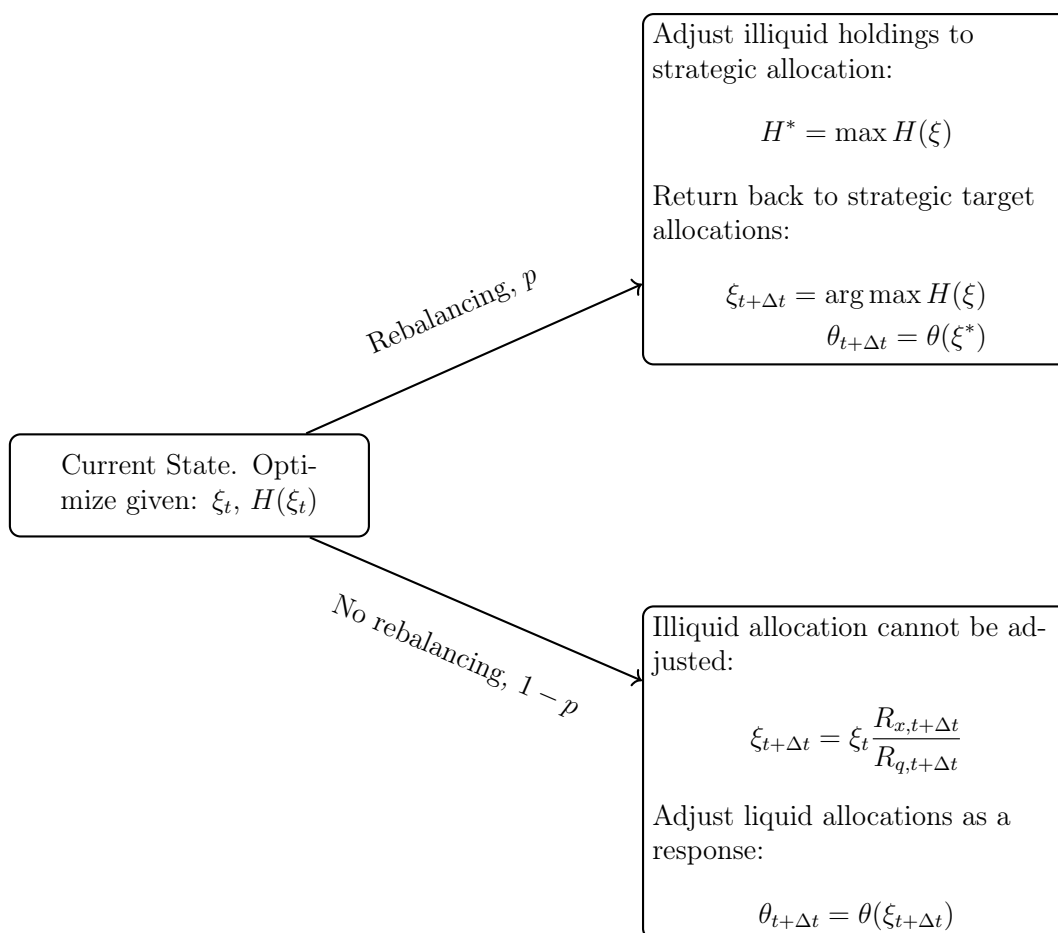 Adjust illiquid holdings to
strategic allocation:
H* = max H(ξ)
Return back to strategic target
allocations:
ξ_{t+Δt} = arg max H(ξ)
θ_{t+Δt} = θ(ξ*)
Rebalancing, p
Current State. Opti-
mize given: ξ_t, H(ξ_t)
No rebalancing, 1 − p
Illiquid allocation cannot be ad-
justed:
ξ_{t+Δt} = ξ_t R_{x,t+Δt} / R_{q,t+Δt}
Adjust liquid allocations as a
response:
θ_{t+Δt} = θ(ξ_{t+Δt})